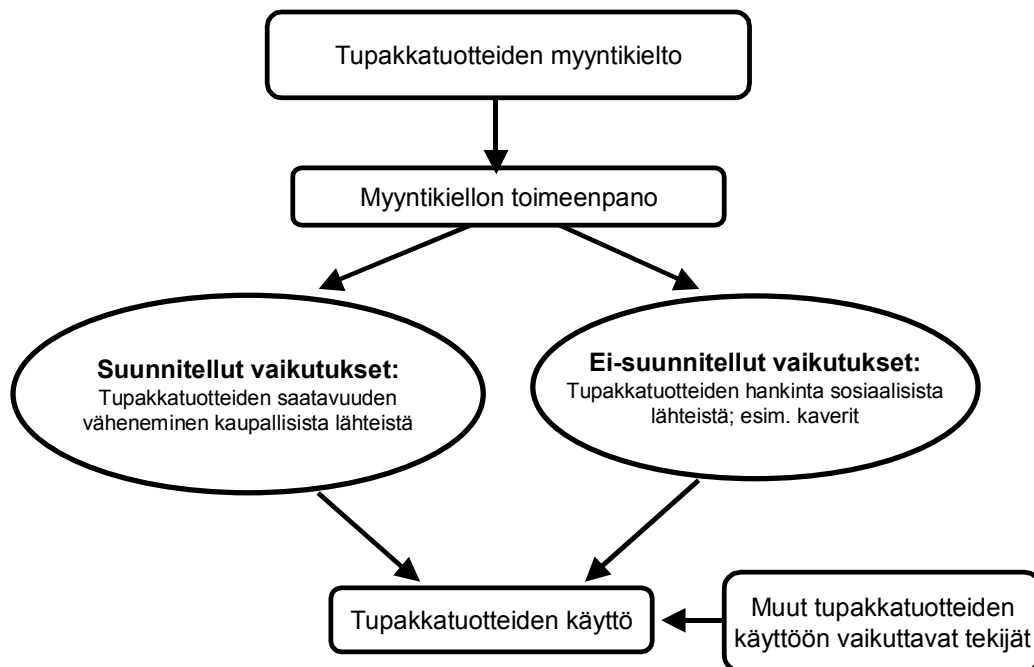 Tupakkatuotteiden myyntikielto
Myyntikiellon toimeenpano
Suunnitellut vaikutukset:
Tupakkatuotteiden saatavuuden
väheneminen kaupallisista lähteistä
Ei-suunnitellut vaikutukset:
Tupakkatuotteiden hankinta sosiaalisista
lähteistä; esim. kaverit
Tupakkatuotteiden käyttö
Muut tupakkatuotteiden
käyttöön vaikuttavat tekijät